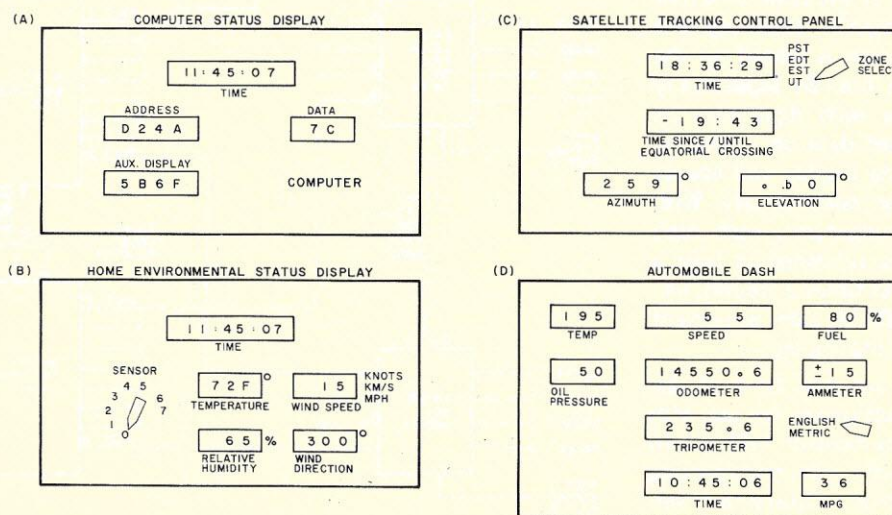 (A) COMPUTER STATUS DISPLAY
11:45:07
TIME
ADDRESS DATA
D24A 7C
AUX. DISPLAY
5B6F COMPUTER
(B) HOME ENVIRONMENTAL STATUS DISPLAY
11:45:07
TIME
SENSOR
0 1 2 3 4 5 6 7
72F° 15 KNOTS
KM/S
MPH
TEMPERATURE WIND SPEED
65 % 300°
RELATIVE HUMIDITY WIND DIRECTION
(C) SATELLITE TRACKING CONTROL PANEL
18:36:29
TIME
PST
EDT
EST
UT
ZONE
SELEC
-19:43
TIME SINCE / UNTIL
EQUATORIAL CROSSING
259° °
AZIMUTH ELEVATION
(D) AUTOMOBILE DASH
195 55 80 %
TEMP SPEED FUEL
50 14550.6 ±15
OIL PRESSURE ODOMETER AMMETER
235.6 ENGLISH
METRIC
TRIPOMETER
10:45:06 36
TIME MPG